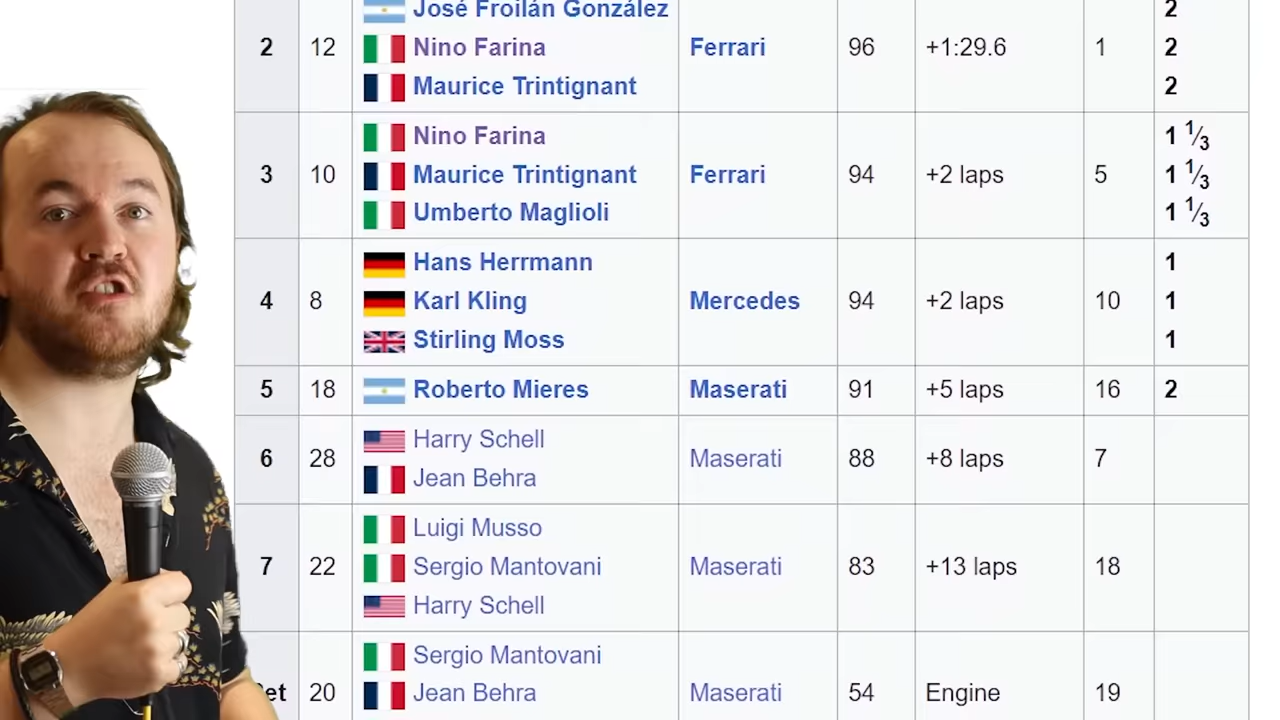 José Froilán González 2
2 12 Nino Farina Ferrari 96 +1:29.6 1 2
Maurice Trintignant 2
Nino Farina 1 1⁄3
3 10 Maurice Trintignant Ferrari 94 +2 laps 5 1 1⁄3
Umberto Maglioli 1 1⁄3
Hans Herrmann 1
4 8 Karl Kling Mercedes 94 +2 laps 10 1
Stirling Moss 1
5 18 Roberto Mieres Maserati 91 +5 laps 16 2
Harry Schell
6 28 Jean Behra Maserati 88 +8 laps 7
Luigi Musso
7 22 Sergio Mantovani Maserati 83 +13 laps 18
Harry Schell
Sergio Mantovani
et 20 Jean Behra Maserati 54 Engine 19